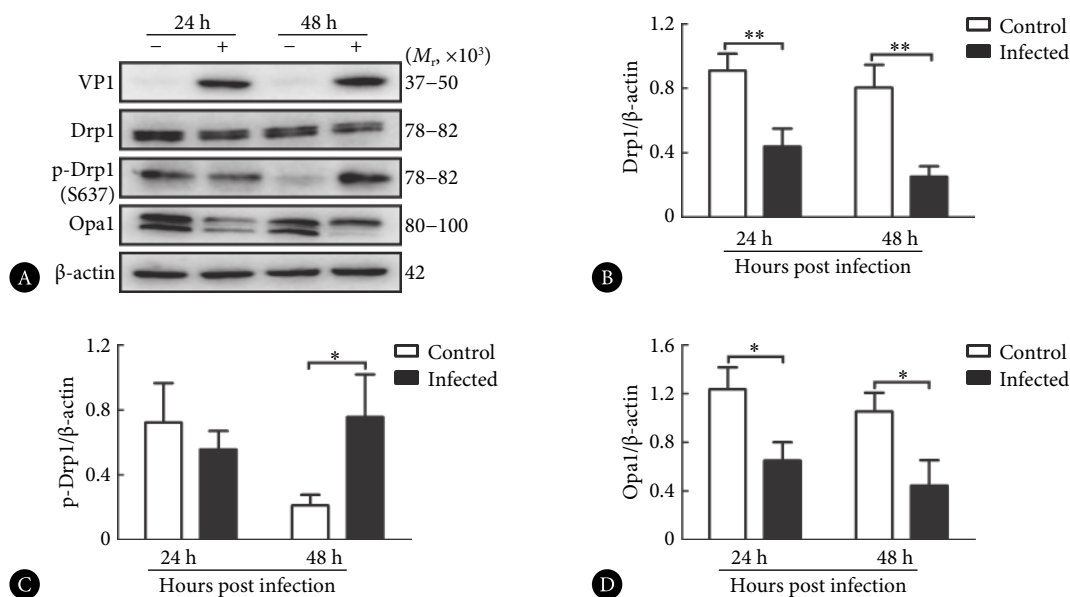 24 h 48 h
− + − + (Mr, ×10³)
VP1 37–50
Drp1 78–82
p-Drp1 78–82
(S637)
Opa1 80–100
β-actin 42
A
Drp1/β-actin
1.2
0.8
0.4
0
** **
Control
Infected
24 h 48 h
Hours post infection
B
p-Drp1/β-actin
1.2
0.8
0.4
0
*
Control
Infected
24 h 48 h
Hours post infection
C
Opa1/β-actin
1.6
1.2
0.8
0.4
0
* *
Control
Infected
24 h 48 h
Hours post infection
D